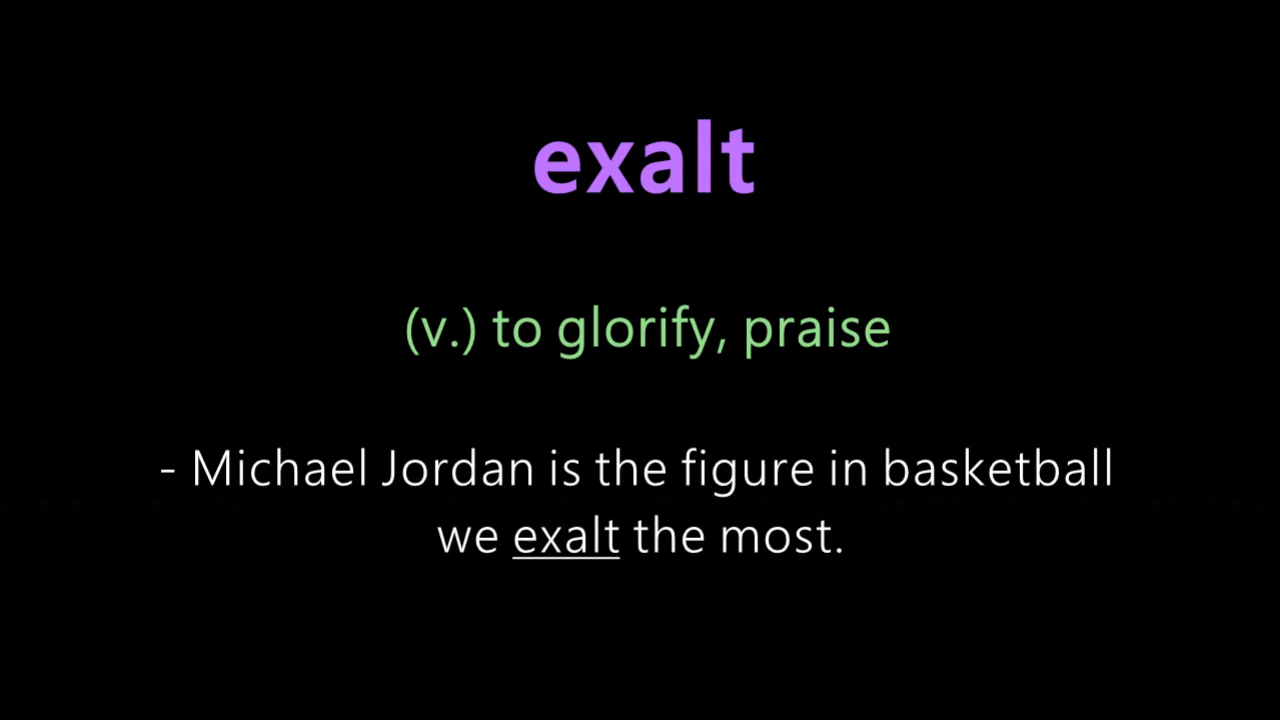 exalt
(v.) to glorify, praise
- Michael Jordan is the figure in basketball
we exalt the most.